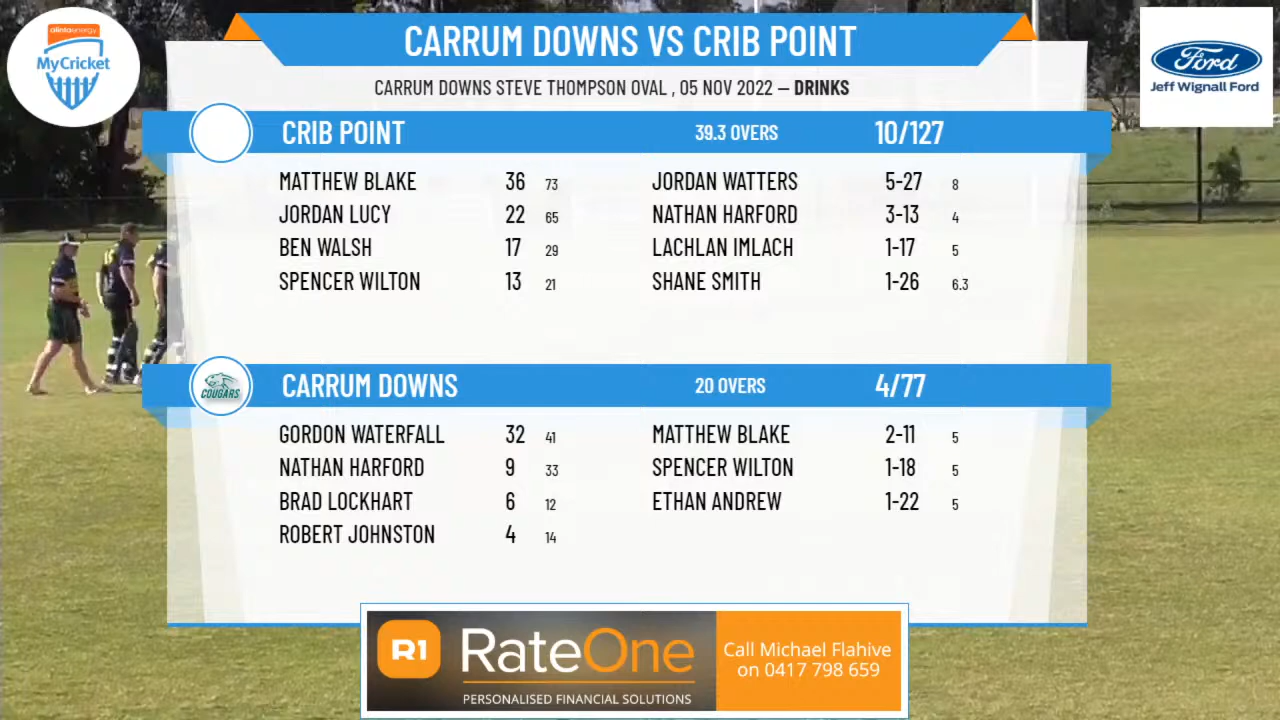 alintaenergy
MyCricket
CARRUM DOWNS VS CRIB POINT
Ford
Jeff Wignall Ford
CARRUM DOWNS STEVE THOMPSON OVAL , 05 NOV 2022 – DRINKS
CRIB POINT 39.3 OVERS 10/127
MATTHEW BLAKE 36 73 JORDAN WATTERS 5-27 8
JORDAN LUCY 22 65 NATHAN HARFORD 3-13 4
BEN WALSH 17 29 LACHLAN IMLACH 1-17 5
SPENCER WILTON 13 21 SHANE SMITH 1-26 6.3
COUGARS CARRUM DOWNS 20 OVERS 4/77
GORDON WATERFALL 32 41 MATTHEW BLAKE 2-11 5
NATHAN HARFORD 9 33 SPENCER WILTON 1-18 5
BRAD LOCKHART 6 12 ETHAN ANDREW 1-22 5
ROBERT JOHNSTON 4 14
R1 RateOne
PERSONALISED FINANCIAL SOLUTIONS
Call Michael Flahive
on 0417 798 659